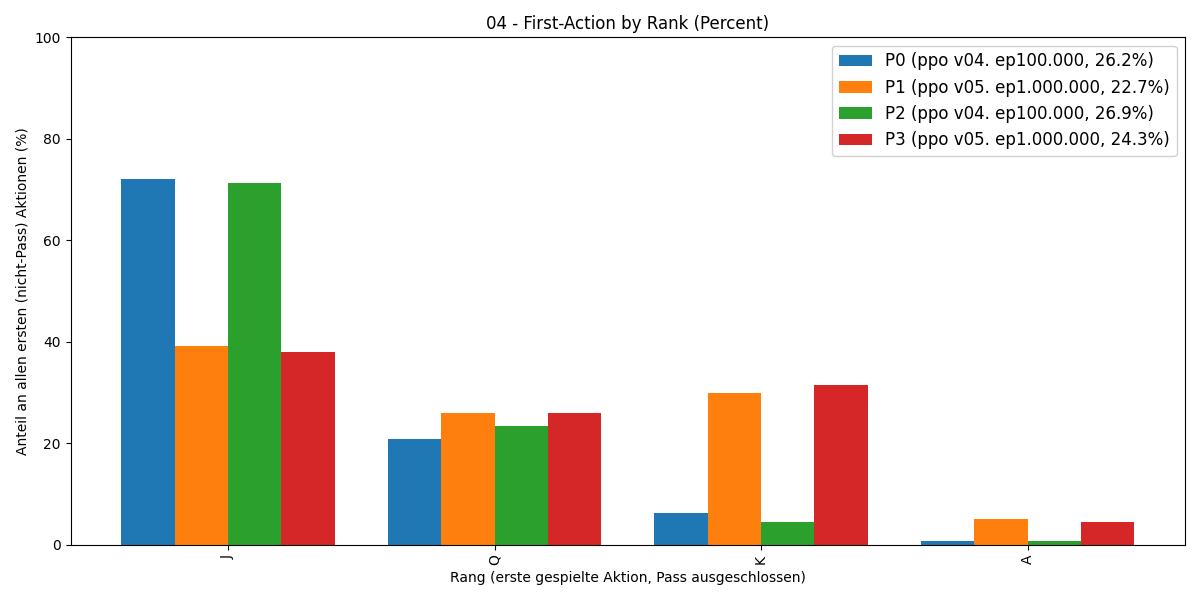 04 - First-Action by Rank (Percent)
P0 (ppo v04. ep100.000, 26.2%)
P1 (ppo v05. ep1.000.000, 22.7%)
P2 (ppo v04. ep100.000, 26.9%)
P3 (ppo v05. ep1.000.000, 24.3%)
Anteil an allen ersten (nicht-Pass) Aktionen (%)
100
80
60
40
20
0
J
Q
K
A
Rang (erste gespielte Aktion, Pass ausgeschlossen)